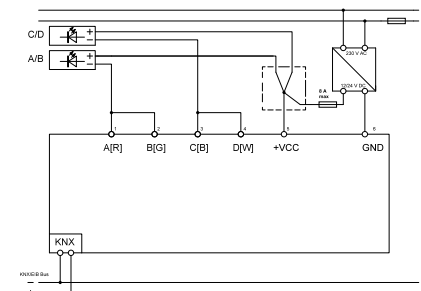 C/D
+
−
A/B
+
−
230 V AC
12/24 V DC
8 A
max
1
2
3
4
5
6
A[R]
B[G]
C[B]
D[W]
+VCC
GND
KNX
KNX/EIB Bus